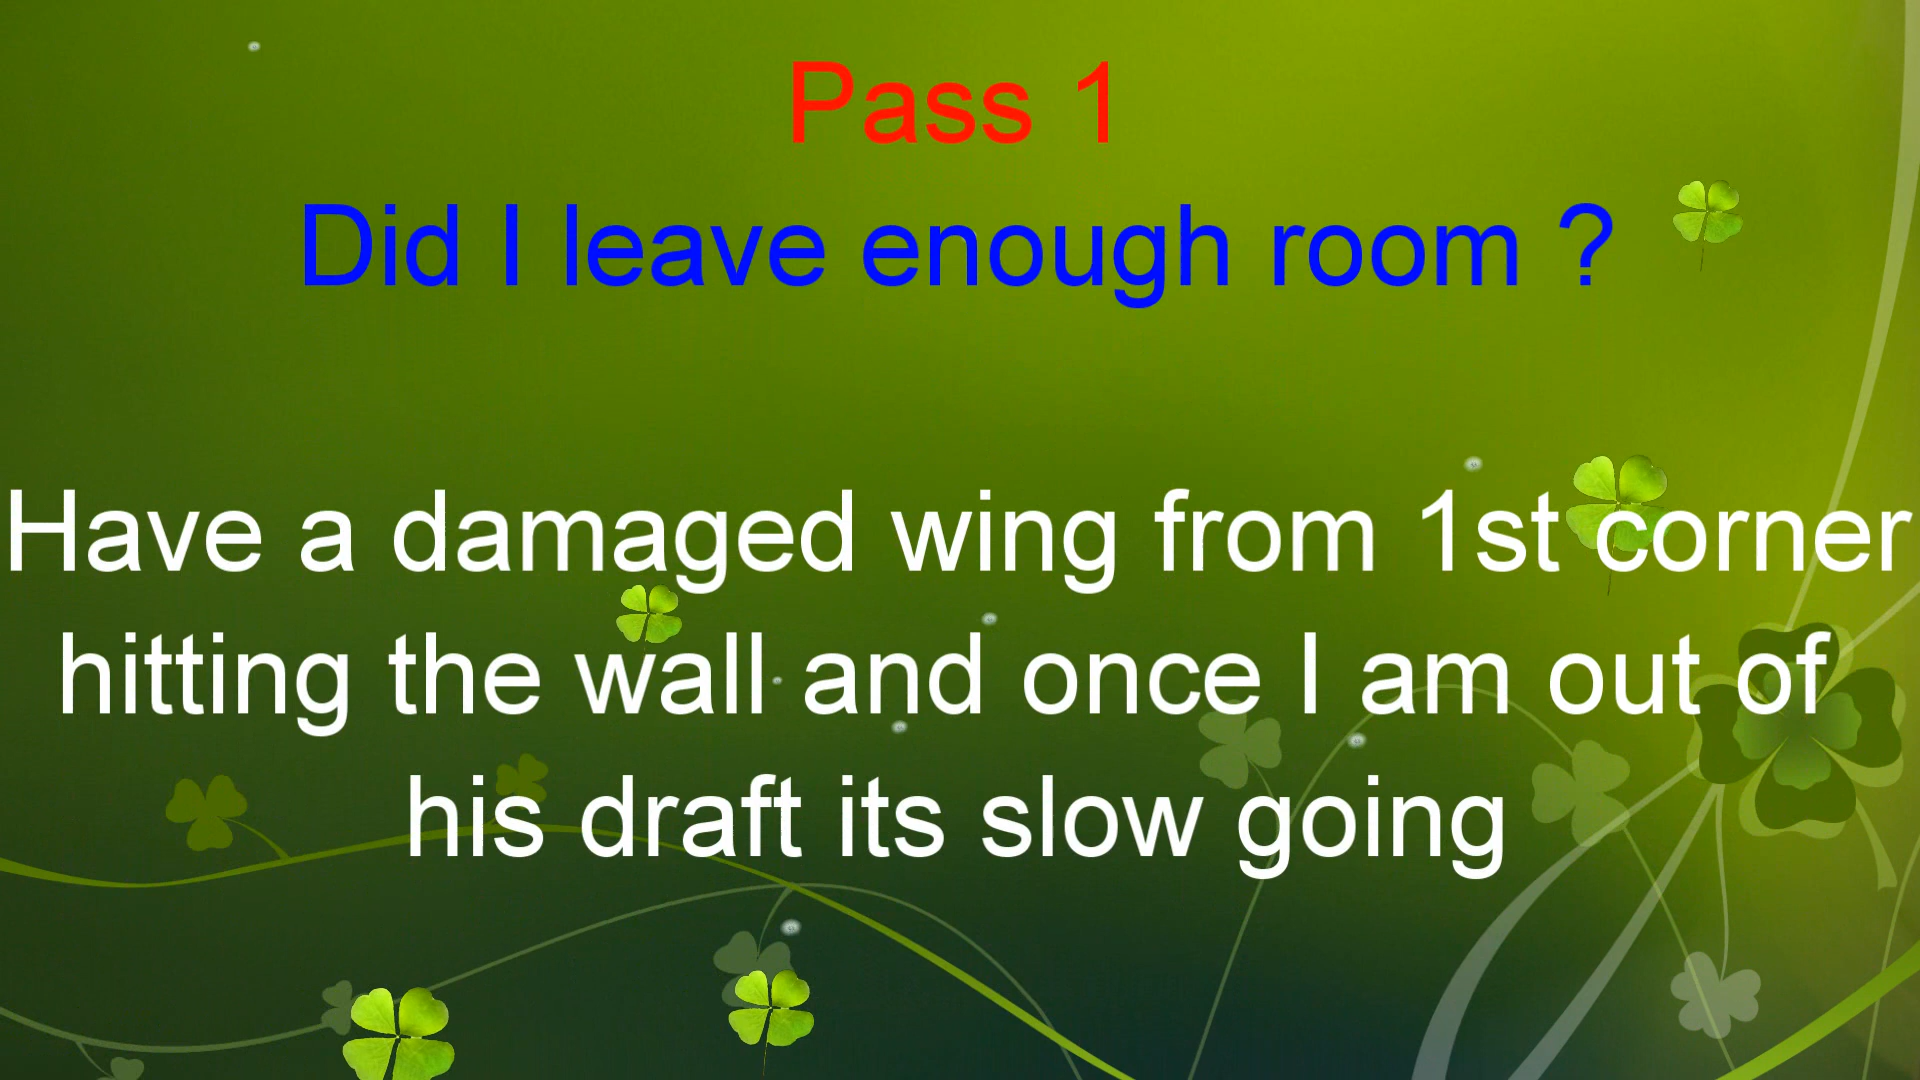 Pass 1
Did I leave enough room ?
Have a damaged wing from 1st corner
hitting the wall and once I am out of
his draft its slow going